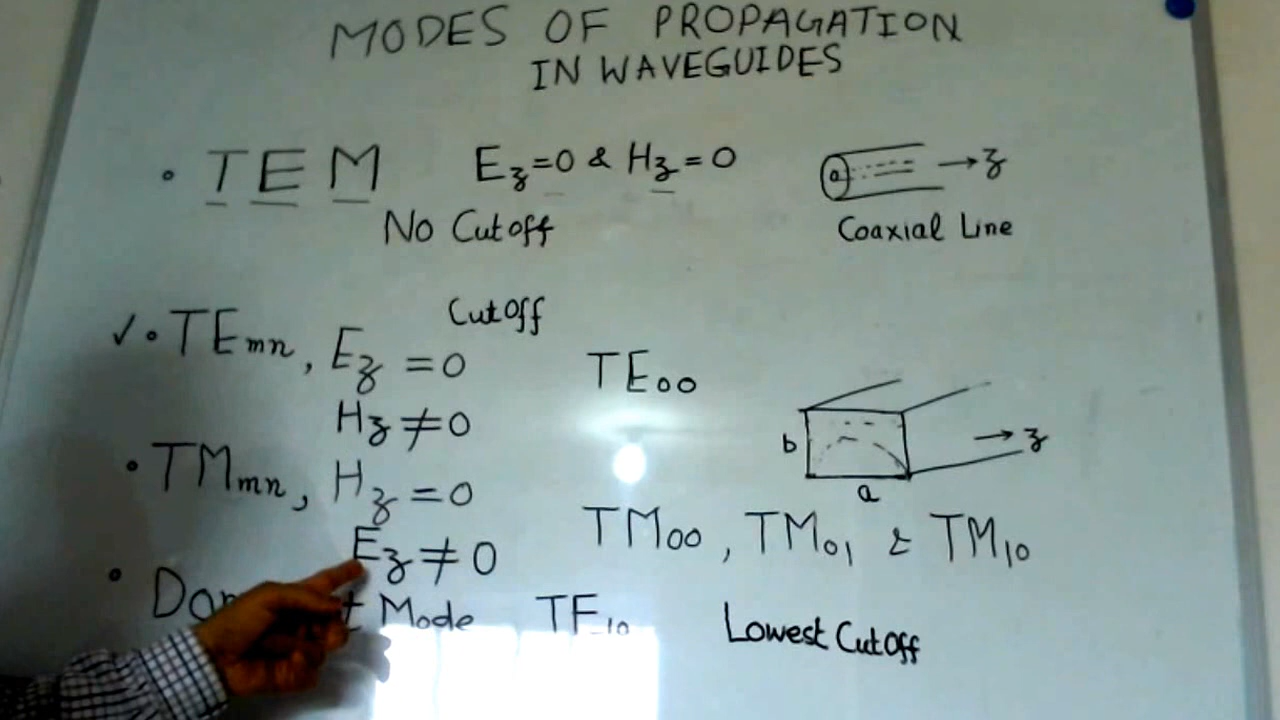 MODES OF PROPAGATION
IN WAVEGUIDES
• TEM Ez=0 & Hz=0
No Cutoff
a → z
Coaxial Line
Cutoff
✓ • TEmn, Ez=0
Hz≠0
TE00
b → z
a
• TMmn, Hz=0
Ez≠0
TM00, TM01 & TM10
• Mode TE10 Lowest Cutoff